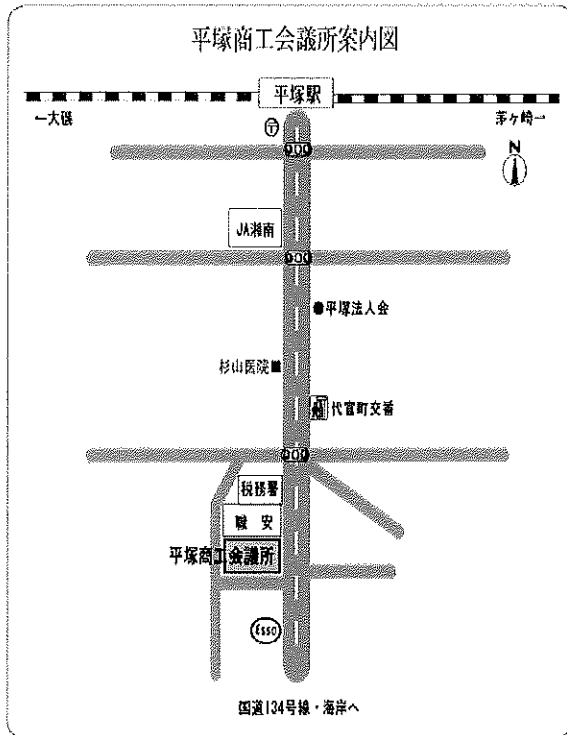 平塚商工会議所案内図
平塚駅
←大磯
茅ヶ崎→
〒
N
JA湘南
平塚法人会
杉山医院
代官町交番
税務署
職 安
平塚商工会議所
Esso
国道134号線・海岸へ